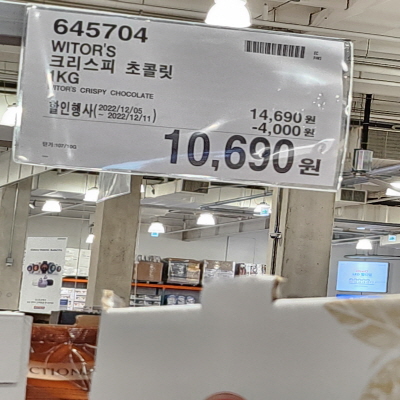 645704
WITOR'S
크리스피 초콜릿
1KG
WITOR'S CRISPY CHOCOLATE
할인행사(2022/12/05
- 2022/12/11)
14,690 원
-4,000 원
10,690 원
CTION